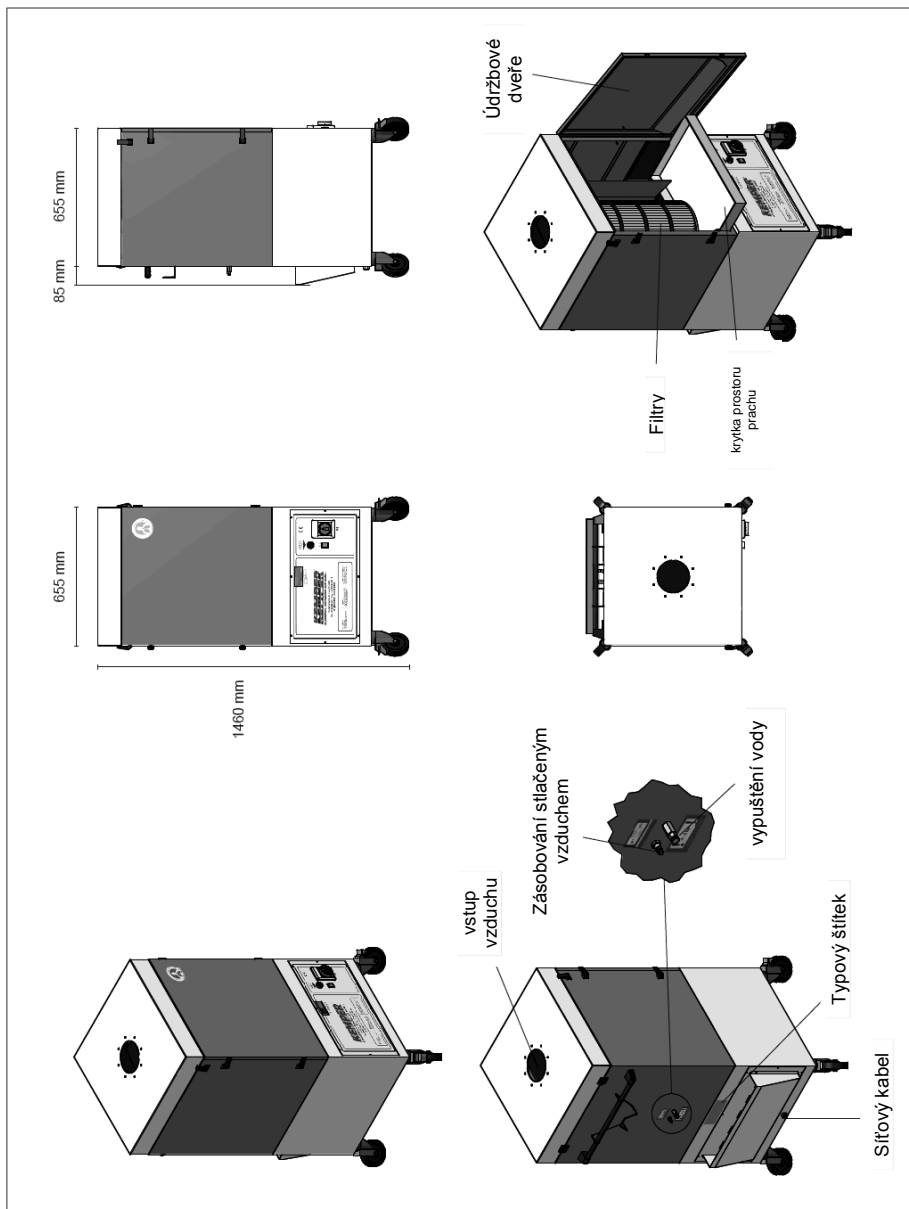 655 mm
85 mm
655 mm
1460 mm
Údržbové
dveře
Filtry
krytka prostoru
prachu
KEMPER
vstup
vzduchu
Zásobování stlačeným
vzduchem
vypuštění vody
Typový štítek
Síťový kabel